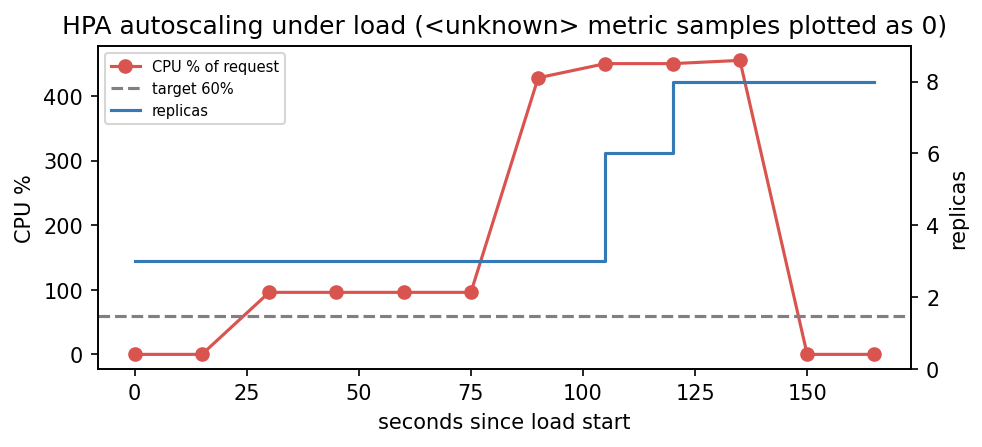 HPA autoscaling under load (<unknown> metric samples plotted as 0)
CPU % of request
target 60%
replicas
CPU %
400
300
200
100
0
8
6
4
2
0
replicas
0
25
50
75
100
125
150
seconds since load start